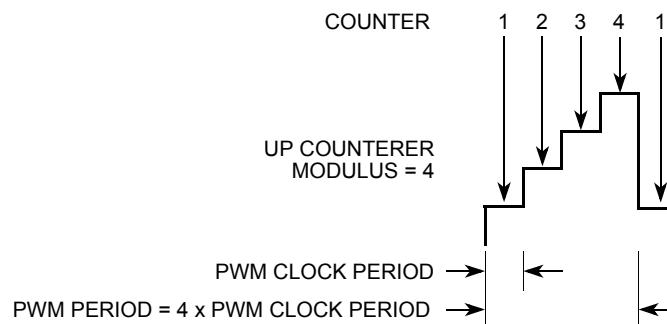 COUNTER 1 2 3 4 1
UP COUNTERER
MODULUS = 4
PWM CLOCK PERIOD
PWM PERIOD = 4 x PWM CLOCK PERIOD